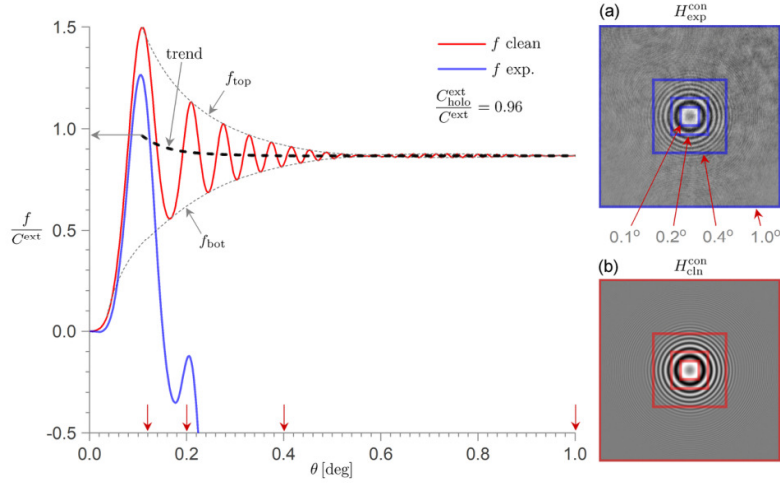 1.5
1.0
0.5
0.0
-0.5
f/C^ext
0.0
0.2
0.4
0.6
0.8
1.0
θ [deg]
trend
f_top
f_bot
f clean
f exp.
C^ext_holo/C^ext = 0.96
(a) H^con_exp
0.1° 0.2° 0.4° 1.0°
(b) H^con_cln